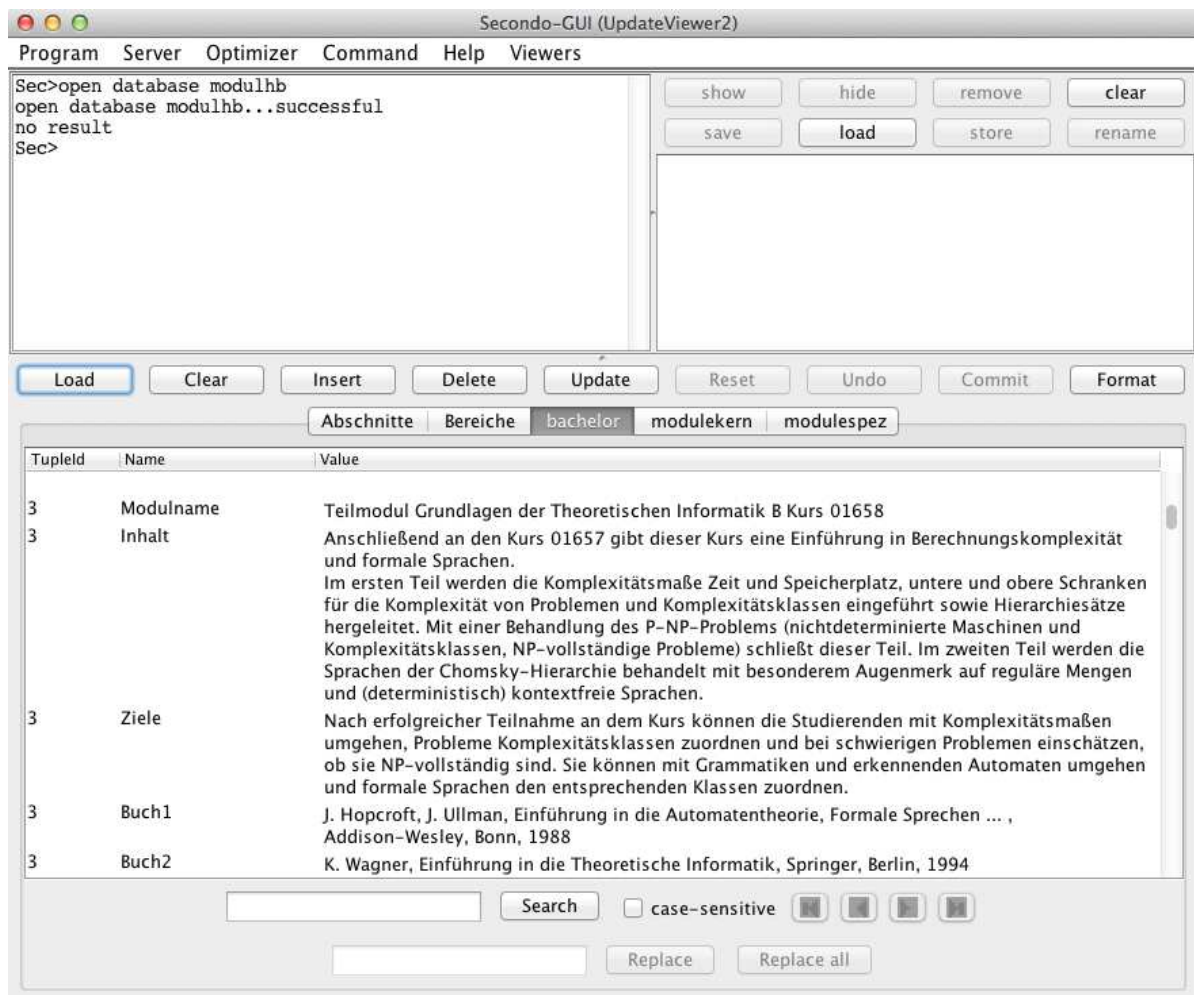 Secondo-GUI (UpdateViewer2)
Program Server Optimizer Command Help Viewers
Sec>open database modulhb
open database modulhb...successful
no result
Sec>
show hide remove clear
save load store rename
Load Clear Insert Delete Update Reset Undo Commit Format
Abschnitte Bereiche bachelor modulekern modulespez
TupleId Name Value
3 Modulname Teilmodul Grundlagen der Theoretischen Informatik B Kurs 01658
3 Inhalt Anschließend an den Kurs 01657 gibt dieser Kurs eine Einführung in Berechnungskomplexität
und formale Sprachen.
Im ersten Teil werden die Komplexitätsmaße Zeit und Speicherplatz, untere und obere Schranken
für die Komplexität von Problemen und Komplexitätsklassen eingeführt sowie Hierarchiesätze
hergeleitet. Mit einer Behandlung des P-NP-Problems (nichtdeterminierte Maschinen und
Komplexitätsklassen, NP-vollständige Probleme) schließt dieser Teil. Im zweiten Teil werden die
Sprachen der Chomsky-Hierarchie behandelt mit besonderem Augenmerk auf reguläre Mengen
und (deterministisch) kontextfreie Sprachen.
3 Ziele Nach erfolgreicher Teilnahme an dem Kurs können die Studierenden mit Komplexitätsmaßen
umgehen, Probleme Komplexitätsklassen zuordnen und bei schwierigen Problemen einschätzen,
ob sie NP-vollständig sind. Sie können mit Grammatiken und erkennenden Automaten umgehen
und formale Sprachen den entsprechenden Klassen zuordnen.
3 Buch1 J. Hopcroft, J. Ullman, Einführung in die Automatentheorie, Formale Sprechen ... ,
Addison-Wesley, Bonn, 1988
3 Buch2 K. Wagner, Einführung in die Theoretische Informatik, Springer, Berlin, 1994
Search case-sensitive
Replace Replace all